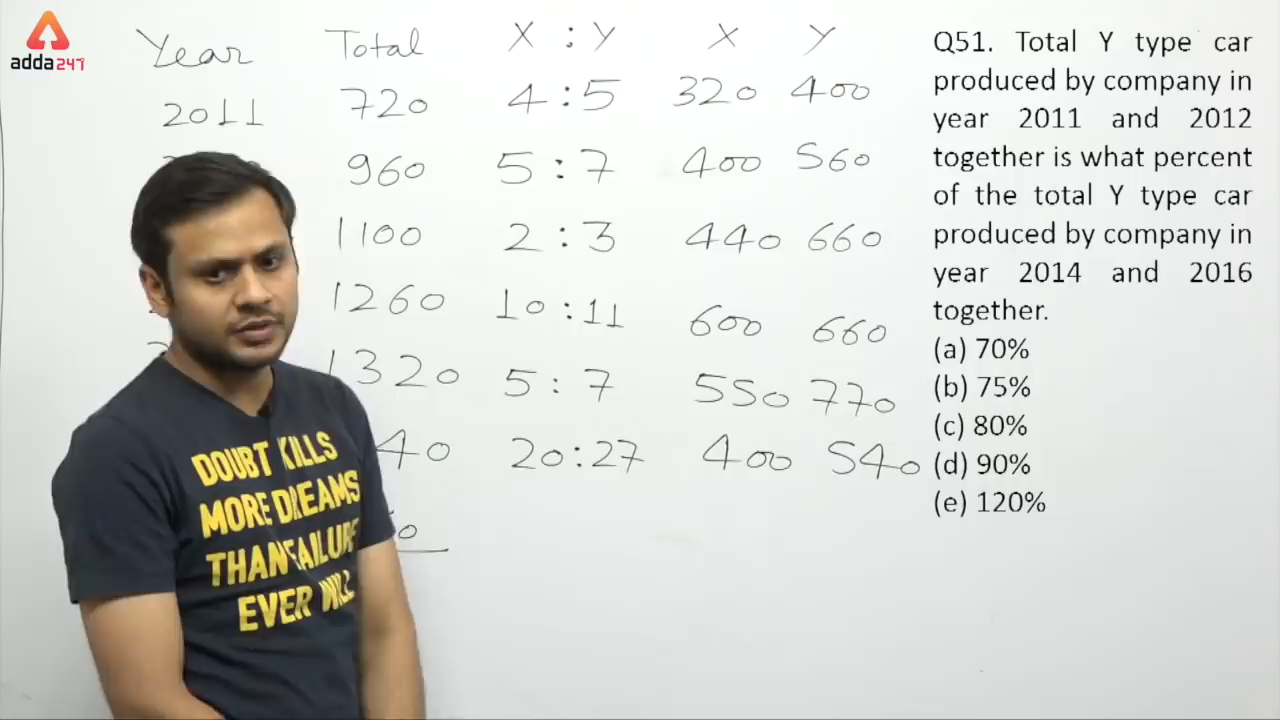 adda247
Year Total X : Y X Y
2011 720 4 : 5 320 400
960 5 : 7 400 560
1100 2 : 3 440 660
1260 10 : 11 600 660
1320 5 : 7 550 770
40 20 : 27 400 540
0
DOUBT KILLS
MORE DREAMS
THAN FAILURE
EVER WILL
Q51. Total Y type car
produced by company in
year 2011 and 2012
together is what percent
of the total Y type car
produced by company in
year 2014 and 2016
together.
(a) 70%
(b) 75%
(c) 80%
(d) 90%
(e) 120%